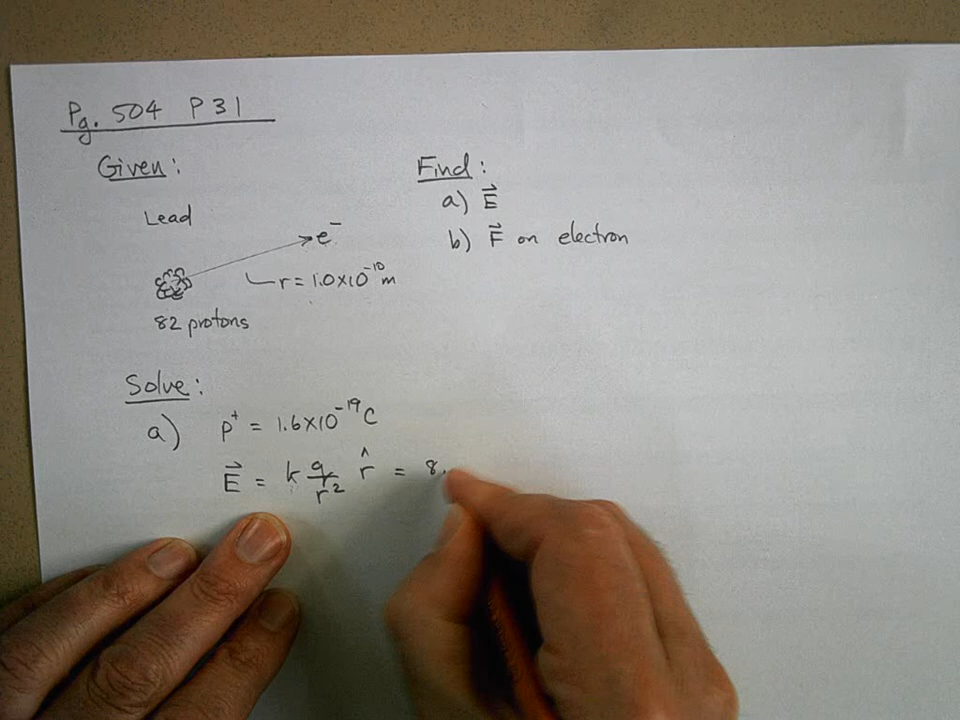 Pg. 504 P31
Given:
Find:
a) E⃗
Lead
b) F⃗ on electron
e⁻
r = 1.0×10⁻¹⁰ m
82 protons
Solve:
a) p⁺ = 1.6×10⁻¹⁹ C
E⃗ = k q/r² r̂ = 8.